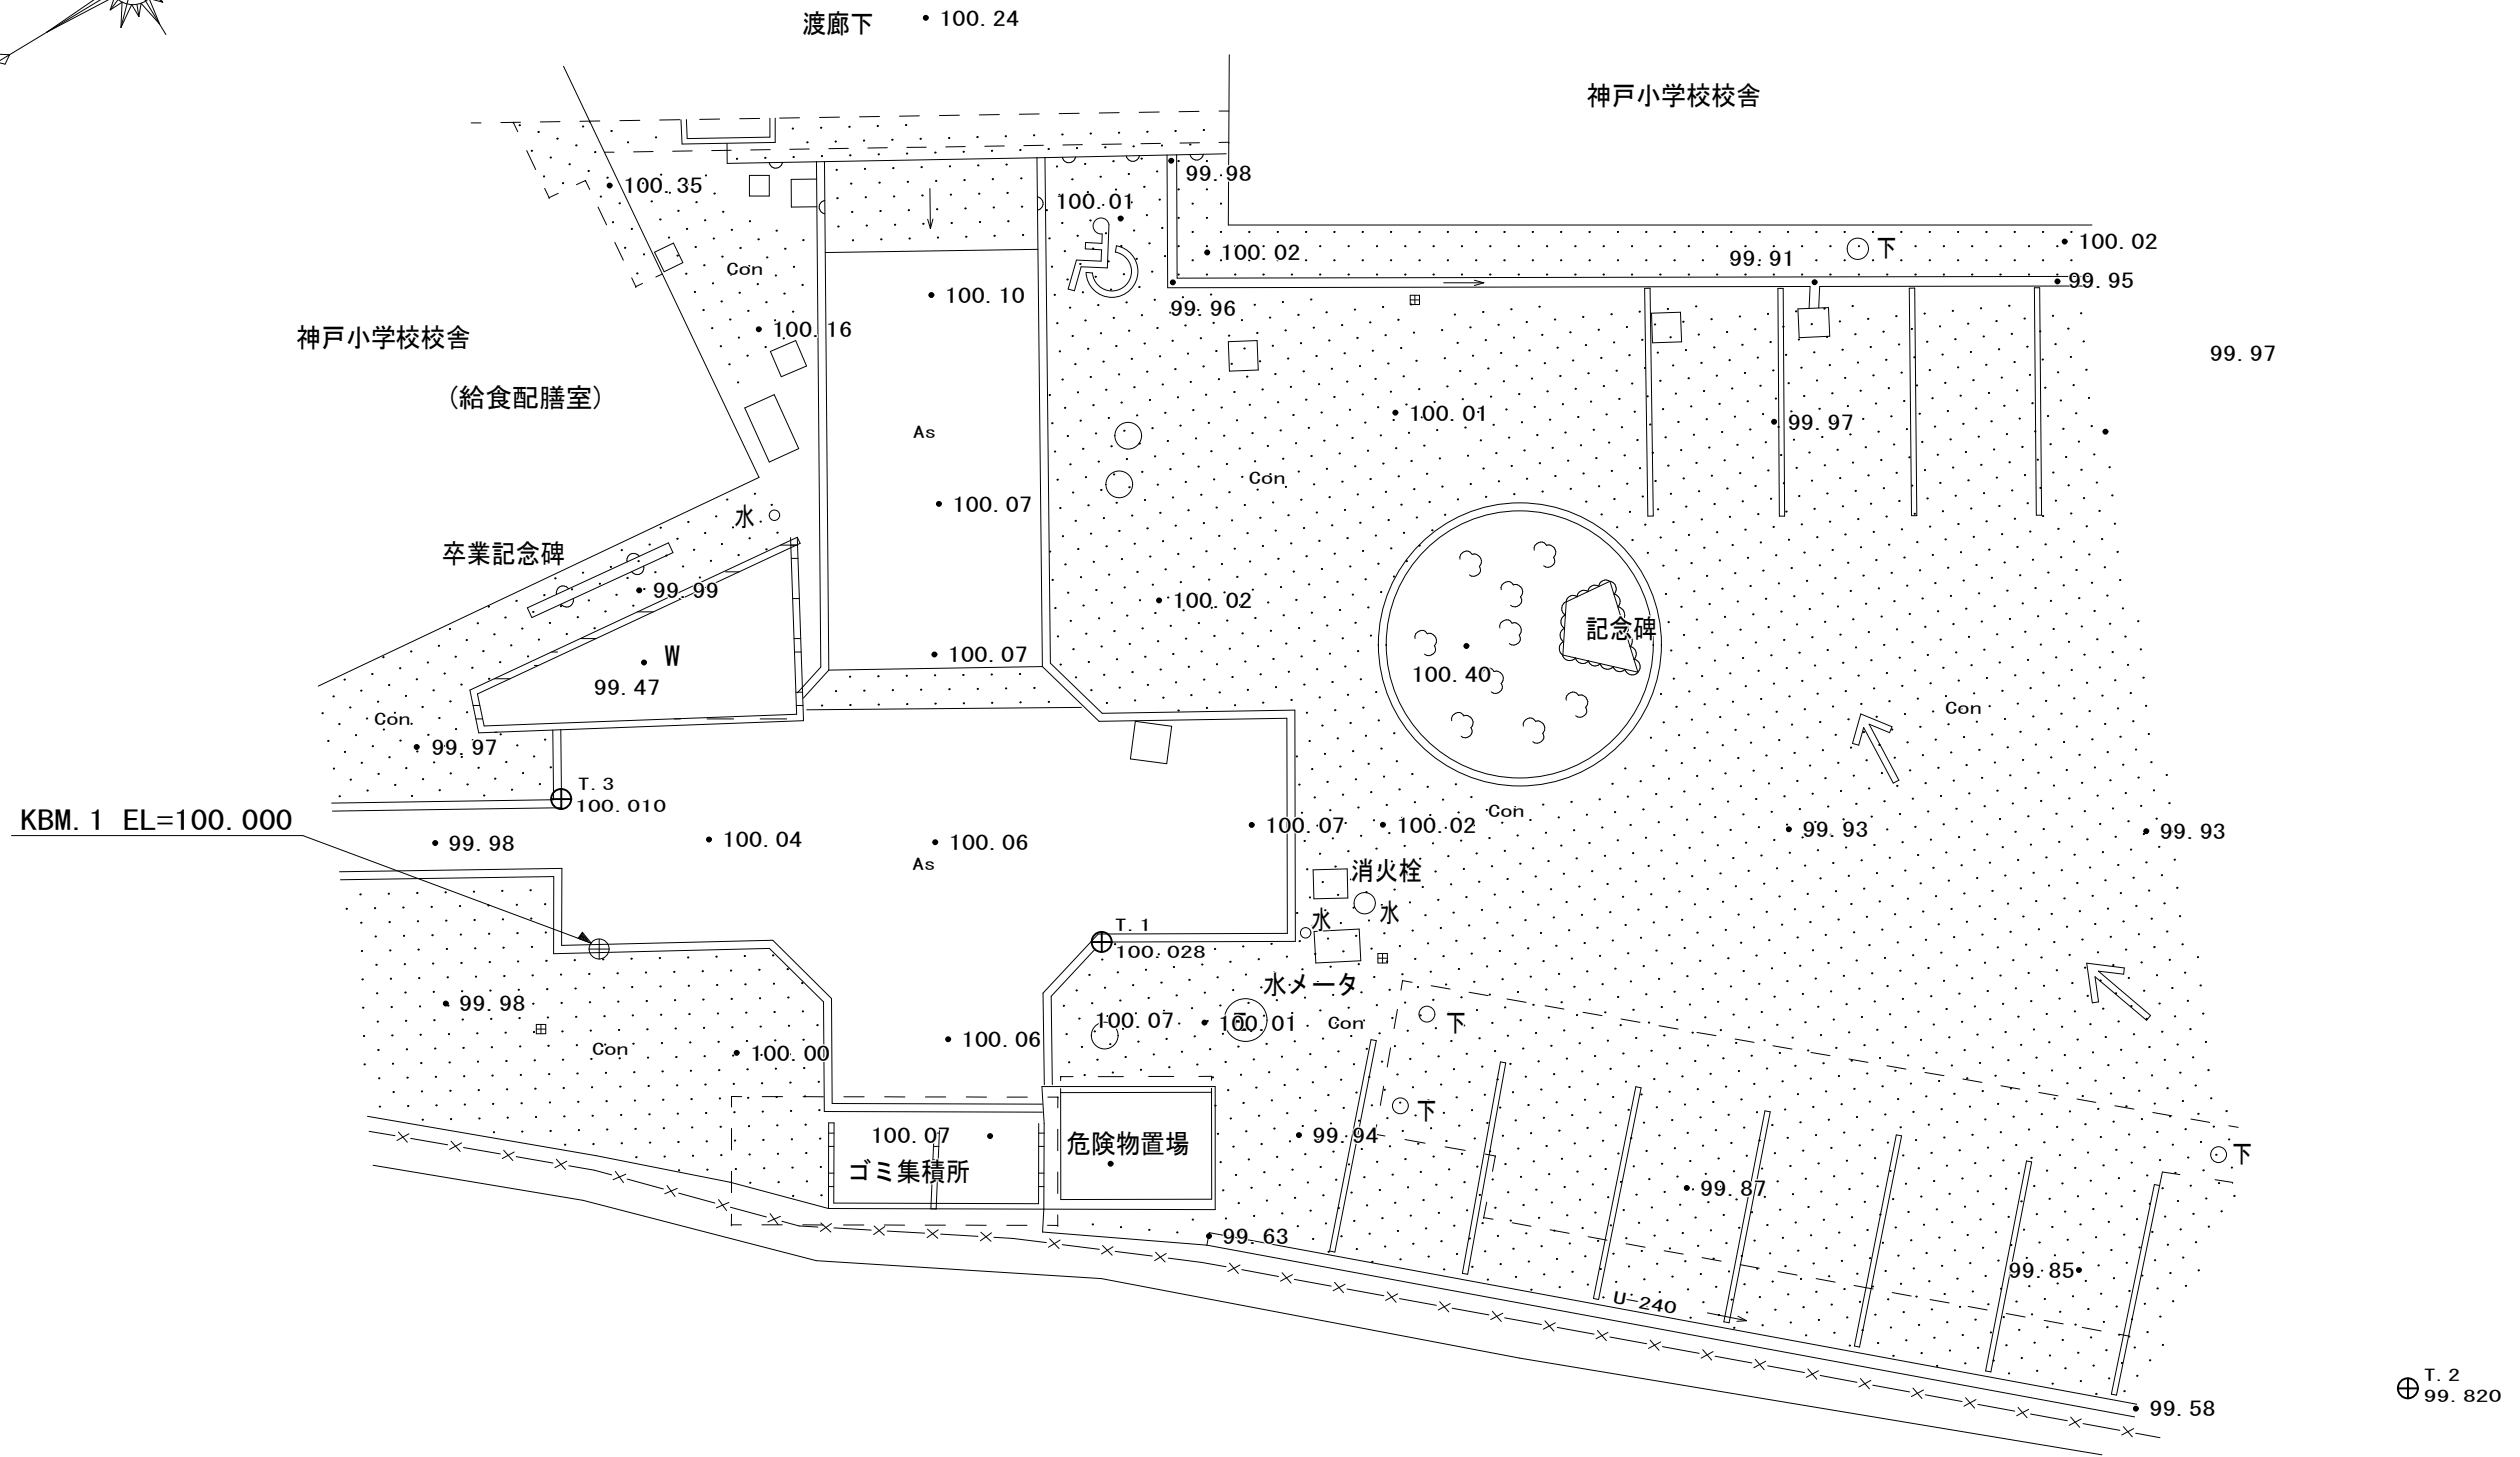 渡廊下
100.24
神戸小学校校舎
99.98
100.35
100.01
100.02
99.91
下
100.02
Con
99.95
100.10
99.96
100.16
神戸小学校校舎
99.97
(給食配膳室)
100.01
99.97
As
Con
100.07
水
卒業記念碑
99.99
100.02
記念碑
100.07
W
100.40
99.47
Con
Con
99.97
T.3
100.010
KBM.1 EL=100.000
Con
99.98
100.04
100.06
100.07
100.02
99.93
99.93
As
消火栓
水
水
T.1
100.028
水メータ
99.98
100.07
100.01
Con
下
100.06
Con
100.00
下
100.07
危険物置場
99.94
下
ゴミ集積所
99.87
99.63
99.85
U-240
T.2
99.820
99.58